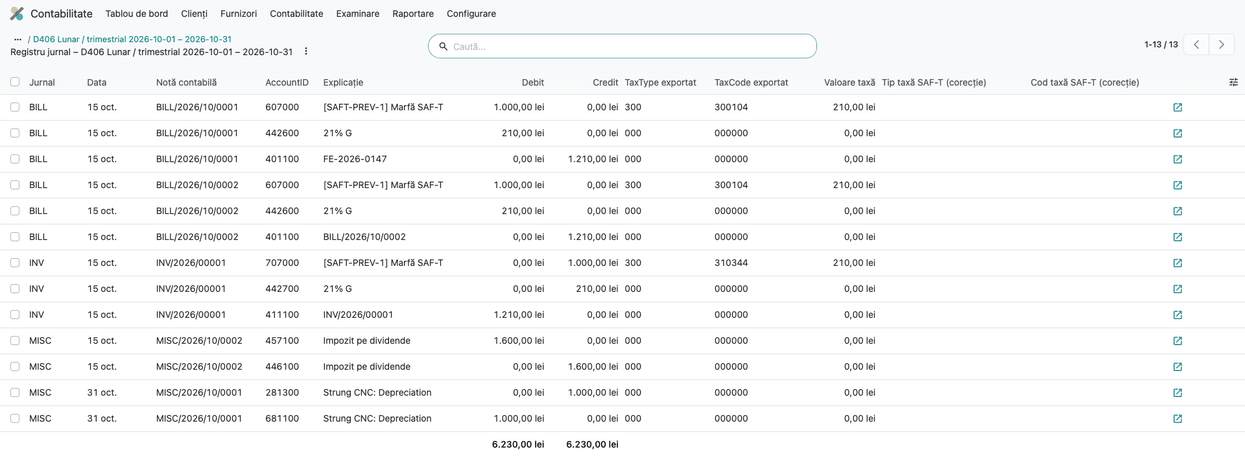 Contabilitate Tablou de bord Clienți Furnizori Contabilitate Examinare Raportare Configurare
... / D406 Lunar / trimestrial 2026-10-01 – 2026-10-31
Registru jurnal – D406 Lunar / trimestrial 2026-10-01 – 2026-10-31
Caută...
1-13 / 13
Jurnal Data Notă contabilă AccountID Explicație Debit Credit TaxType exportat TaxCode exportat Valoare taxă Tip taxă SAF-T (corecție) Cod taxă SAF-T (corecție)
BILL 15 oct. BILL/2026/10/0001 607000 [SAFT-PREV-1] Marfă SAF-T 1.000,00 lei 0,00 lei 300 300104 210,00 lei
BILL 15 oct. BILL/2026/10/0001 442600 21% G 210,00 lei 0,00 lei 000 000000 0,00 lei
BILL 15 oct. BILL/2026/10/0001 401100 FE-2026-0147 0,00 lei 1.210,00 lei 000 000000 0,00 lei
BILL 15 oct. BILL/2026/10/0002 607000 [SAFT-PREV-1] Marfă SAF-T 1.000,00 lei 0,00 lei 300 300104 210,00 lei
BILL 15 oct. BILL/2026/10/0002 442600 21% G 210,00 lei 0,00 lei 000 000000 0,00 lei
BILL 15 oct. BILL/2026/10/0002 401100 BILL/2026/10/0002 0,00 lei 1.210,00 lei 000 000000 0,00 lei
INV 15 oct. INV/2026/00001 707000 [SAFT-PREV-1] Marfă SAF-T 0,00 lei 1.000,00 lei 300 310344 210,00 lei
INV 15 oct. INV/2026/00001 442700 21% G 0,00 lei 210,00 lei 000 000000 0,00 lei
INV 15 oct. INV/2026/00001 411100 INV/2026/00001 1.210,00 lei 0,00 lei 000 000000 0,00 lei
MISC 15 oct. MISC/2026/10/0002 457100 Impozit pe dividende 1.600,00 lei 0,00 lei 000 000000 0,00 lei
MISC 15 oct. MISC/2026/10/0002 446100 Impozit pe dividende 0,00 lei 1.600,00 lei 000 000000 0,00 lei
MISC 31 oct. MISC/2026/10/0001 281300 Strung CNC: Depreciation 0,00 lei 1.000,00 lei 000 000000 0,00 lei
MISC 31 oct. MISC/2026/10/0001 681100 Strung CNC: Depreciation 1.000,00 lei 0,00 lei 000 000000 0,00 lei
6.230,00 lei 6.230,00 lei